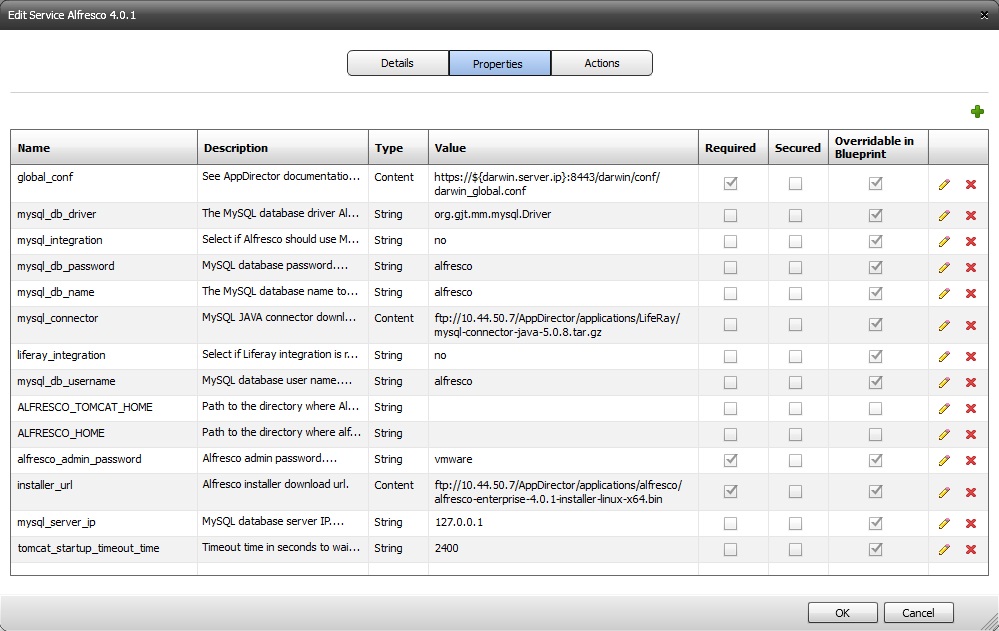 Edit Service Alfresco 4.0.1
Details Properties Actions
Name Description Type Value Required Secured Overridable in
Blueprint
global_conf See AppDirector documentatio... Content https://${darwin.server.ip}:8443/darwin/conf/
darwin_global.conf
mysql_db_driver The MySQL database driver Al... String org.gjt.mm.mysql.Driver
mysql_integration Select if Alfresco should use M... String no
mysql_db_password MySQL database password.... String alfresco
mysql_db_name The MySQL database name to... String alfresco
mysql_connector MySQL JAVA connector downl... Content ftp://10.44.50.7/AppDirector/applications/LifeRay/
mysql-connector-java-5.0.8.tar.gz
liferay_integration Select if Liferay integration is r... String no
mysql_db_username MySQL database user name.... String alfresco
ALFRESCO_TOMCAT_HOME Path to the directory where Al... String
ALFRESCO_HOME Path to the directory where alf... String
alfresco_admin_password Alfresco admin password.... String vmware
installer_url Alfresco installer download url. Content ftp://10.44.50.7/AppDirector/applications/alfresco/
alfresco-enterprise-4.0.1-installer-linux-x64.bin
mysql_server_ip MySQL database server IP.... String 127.0.0.1
tomcat_startup_timeout_time Timeout time in seconds to wai... String 2400
OK Cancel